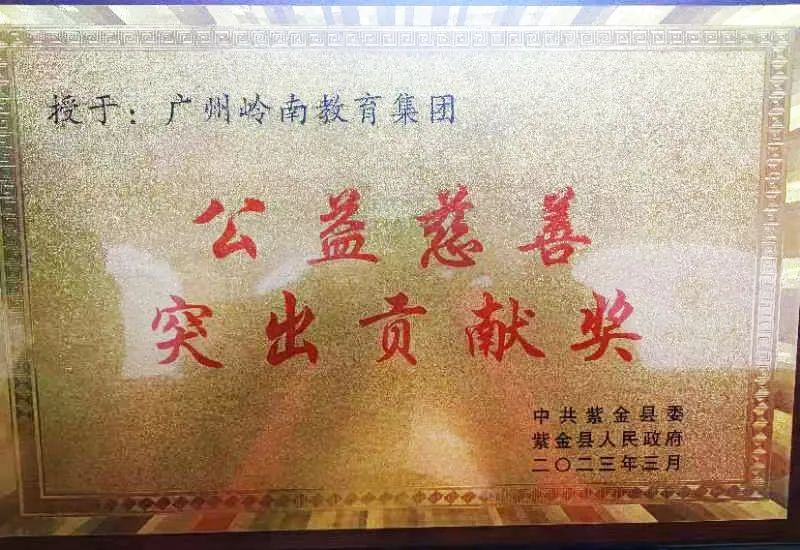 授于：广州岭南教育集团
公益慈善
突出贡献奖
中共紫金县委
紫金县人民政府
二〇二三年三月